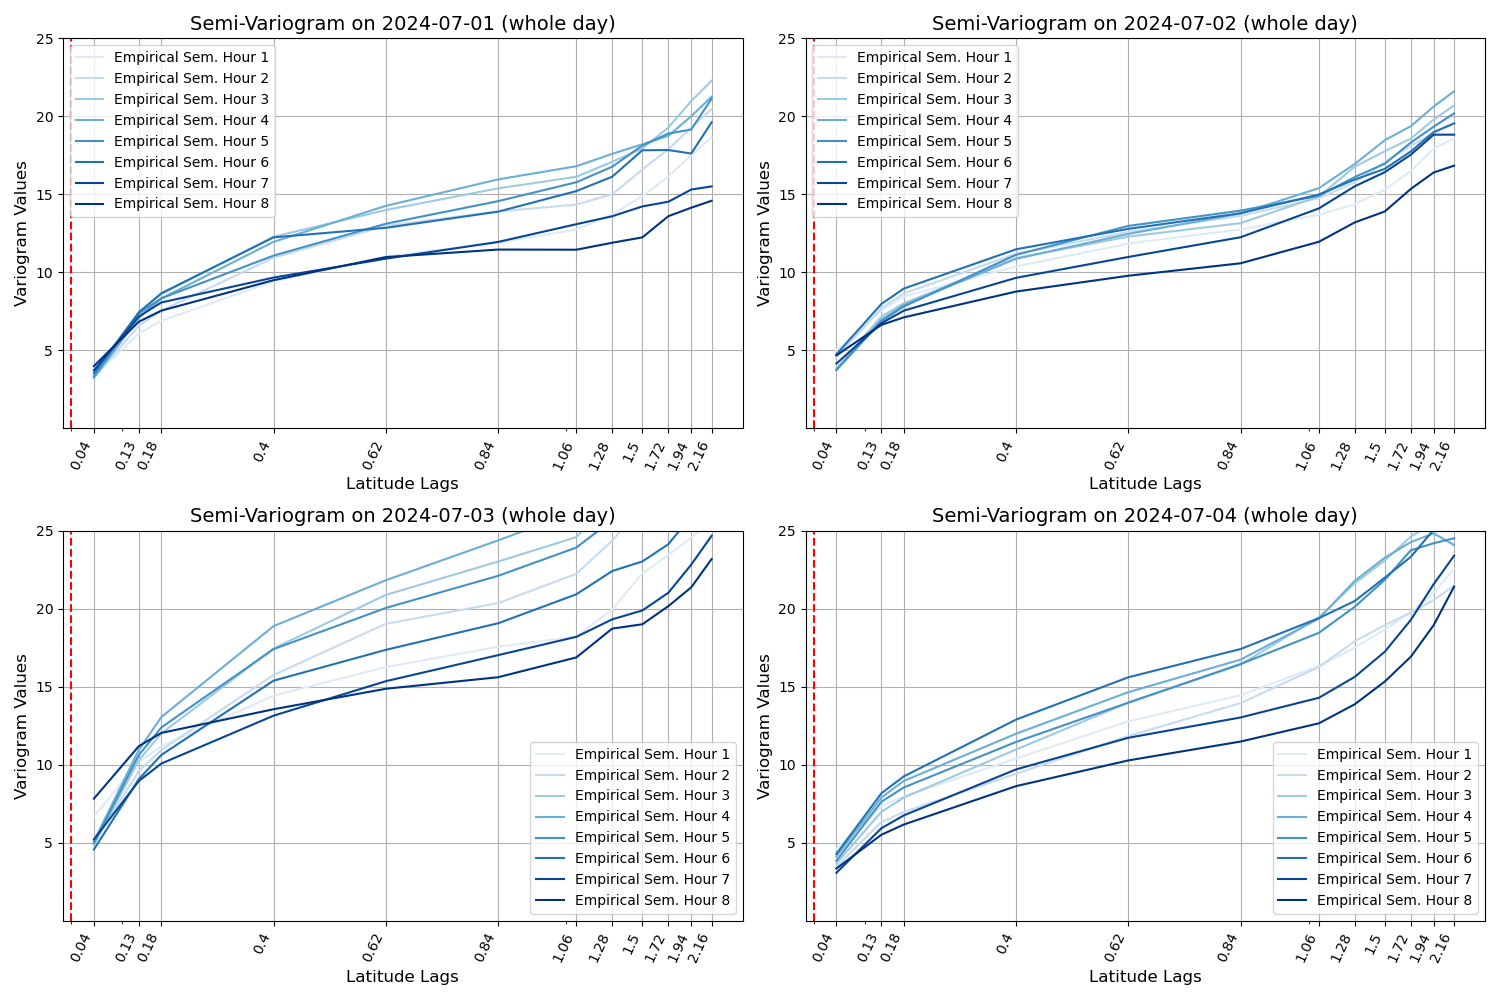 Semi-Variogram on 2024-07-01 (whole day)
Variogram Values
25
20
15
10
5
Empirical Sem. Hour 1
Empirical Sem. Hour 2
Empirical Sem. Hour 3
Empirical Sem. Hour 4
Empirical Sem. Hour 5
Empirical Sem. Hour 6
Empirical Sem. Hour 7
Empirical Sem. Hour 8
0.04 0.13 0.18 0.4 0.62 0.84 1.06 1.28 1.5 1.72 1.94 2.16
Latitude Lags
Semi-Variogram on 2024-07-02 (whole day)
Variogram Values
25
20
15
10
5
Empirical Sem. Hour 1
Empirical Sem. Hour 2
Empirical Sem. Hour 3
Empirical Sem. Hour 4
Empirical Sem. Hour 5
Empirical Sem. Hour 6
Empirical Sem. Hour 7
Empirical Sem. Hour 8
0.04 0.13 0.18 0.4 0.62 0.84 1.06 1.28 1.5 1.72 1.94 2.16
Latitude Lags
Semi-Variogram on 2024-07-03 (whole day)
Variogram Values
25
20
15
10
5
Empirical Sem. Hour 1
Empirical Sem. Hour 2
Empirical Sem. Hour 3
Empirical Sem. Hour 4
Empirical Sem. Hour 5
Empirical Sem. Hour 6
Empirical Sem. Hour 7
Empirical Sem. Hour 8
0.04 0.13 0.18 0.4 0.62 0.84 1.06 1.28 1.5 1.72 1.94 2.16
Latitude Lags
Semi-Variogram on 2024-07-04 (whole day)
Variogram Values
25
20
15
10
5
Empirical Sem. Hour 1
Empirical Sem. Hour 2
Empirical Sem. Hour 3
Empirical Sem. Hour 4
Empirical Sem. Hour 5
Empirical Sem. Hour 6
Empirical Sem. Hour 7
Empirical Sem. Hour 8
0.04 0.13 0.18 0.4 0.62 0.84 1.06 1.28 1.5 1.72 1.94 2.16
Latitude Lags